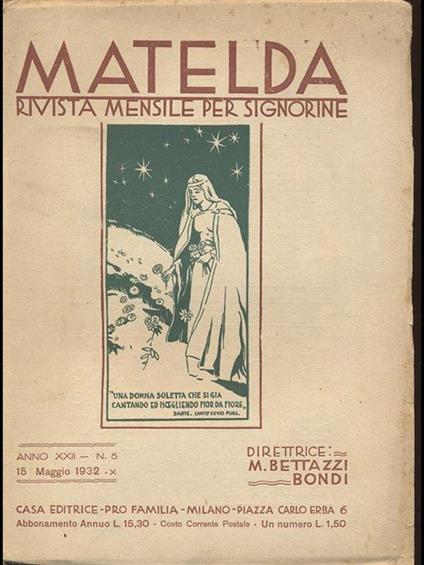 MATELDA
RIVISTA MENSILE PER SIGNORINE
"UNA DONNA SOLETTA CHE SI GIA
CANTANDO ED ISCEGLIENDO FIOR DA FIORE„
DANTE. CANTO XXVIII PURG.
ANNO XXII — N. 5
15 Maggio 1932 - X
DIRETTRICE:
M. BETTAZZI
BONDI
CASA EDITRICE - PRO FAMILIA - MILANO - PIAZZA CARLO ERBA 6
Abbonamento Annuo L. 15,30 - Conto Corrente Postale - Un numero L. 1,50